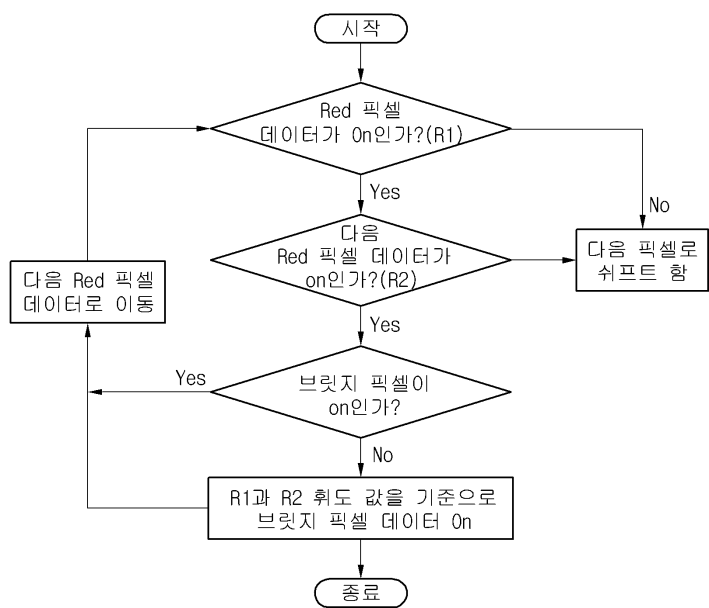 시작
Red 픽셀
데이터가 On인가?(R1)
Yes
No
다음
Red 픽셀 데이터가
on인가?(R2)
다음 픽셀로
쉬프트 함
다음 Red 픽셀
데이터로 이동
Yes
Yes
브릿지 픽셀이
on인가?
No
R1과 R2 휘도 값을 기준으로
브릿지 픽셀 데이터 On
종료